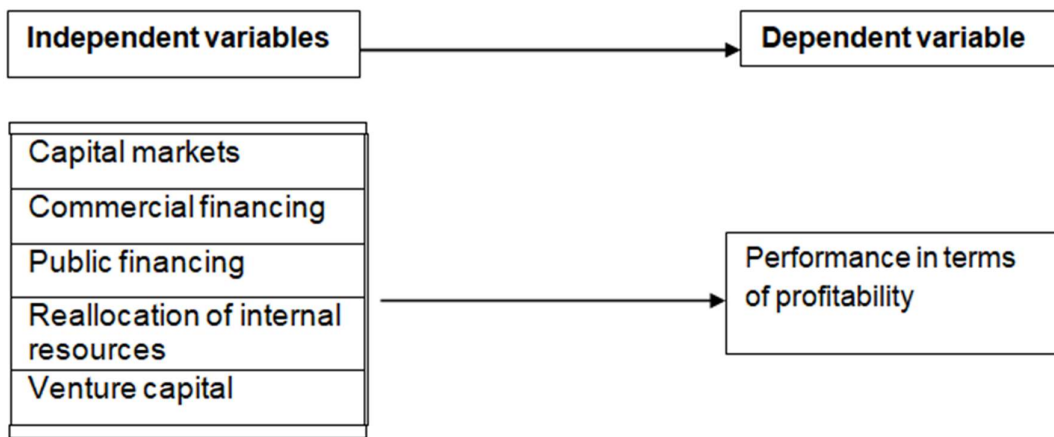 Independent variables
Dependent variable
Capital markets
Commercial financing
Public financing
Reallocation of internal
resources
Venture capital
Performance in terms
of profitability